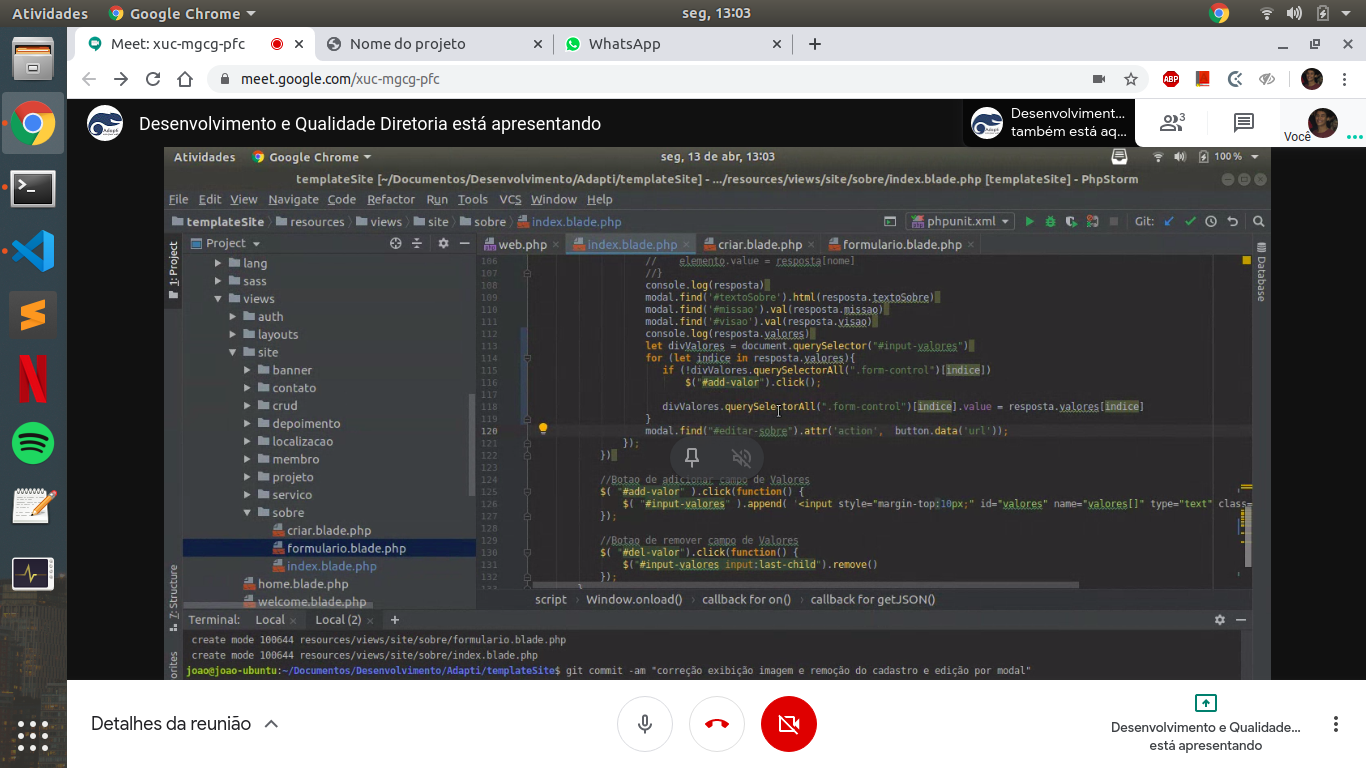 Atividades Google Chrome seg, 13:03
Meet: xuc-mgcg-pfc Nome do projeto WhatsApp
meet.google.com/xuc-mgcg-pfc ABP
Adapti Desenvolvimento e Qualidade Diretoria está apresentando
Desenvolviment...
também está aq...
3
Você
Atividades Google Chrome seg, 13 de abr, 13:03 100 %
templateSite [~/Documentos/Desenvolvimento/Adapti/templateSite] - .../resources/views/site/sobre/index.blade.php [templateSite] - PhpStorm
File Edit View Navigate Code Refactor Run Tools VCS Window Help
templateSite resources views site sobre index.blade.php phpunit.xml Git:
Project web.php index.blade.php criar.blade.php formulario.blade.php
1: Project
7: Structure
Database
lang
sass
views
auth
layouts
site
banner
contato
crud
depoimento
localizacao
membro
projeto
servico
sobre
criar.blade.php
formulario.blade.php
index.blade.php
home.blade.php
welcome.blade.php
106 // elemento.value = resposta[nome]
107 //}
108 console.log(resposta)
109 modal.find('#textoSobre').html(resposta.textoSobre)
110 modal.find('#missao').val(resposta.missao)
111 modal.find('#visao').val(resposta.visao)
112 console.log(resposta.valores)
113 let divValores = document.querySelector("#input-valores")
114 for (let indice in resposta.valores){
115 if (!divValores.querySelectorAll(".form-control")[indice])
116 $("#add-valor").click();
117
118 divValores.querySelectorAll(".form-control")[indice].value = resposta.valores[indice]
119 }
120 modal.find("#editar-sobre").attr('action', button.data('url'));
121 });
122 })
123
124 //Botao de adicionar campo de Valores
125 $( "#add-valor" ).click(function() {
126 $( "#input-valores" ).append( '<input style="margin-top:10px;" id="valores" name="valores[]" type="text" class=
127 });
128
129 //Botao de remover campo de Valores
130 $( "#del-valor").click(function() {
131 $("#input-valores input:last-child").remove()
132 });
script Window.onload() callback for on() callback for getJSON()
Terminal: Local Local (2)
create mode 100644 resources/views/site/sobre/formulario.blade.php
create mode 100644 resources/views/site/sobre/index.blade.php
joao@joao-ubuntu:~/Documentos/Desenvolvimento/Adapti/templateSite$ git commit -am "correção exibição imagem e remoção do cadastro e edição por modal"
Detalhes da reunião
Desenvolvimento e Qualidade...
está apresentando